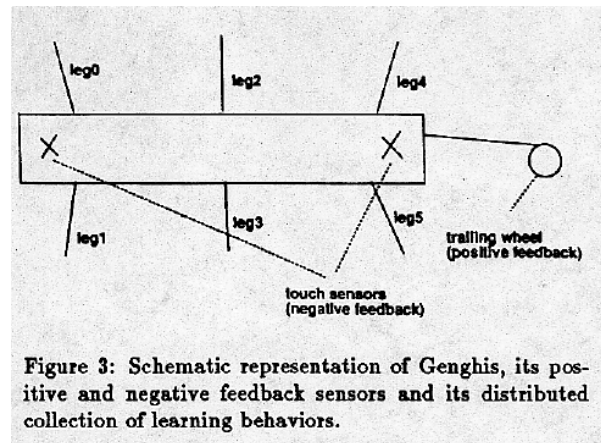 leg0
leg2
leg4
leg1
leg3
leg5
trailing wheel
(positive feedback)
touch sensors
(negative feedback)
Figure 3: Schematic representation of Genghis, its pos-
itive and negative feedback sensors and its distributed
collection of learning behaviors.